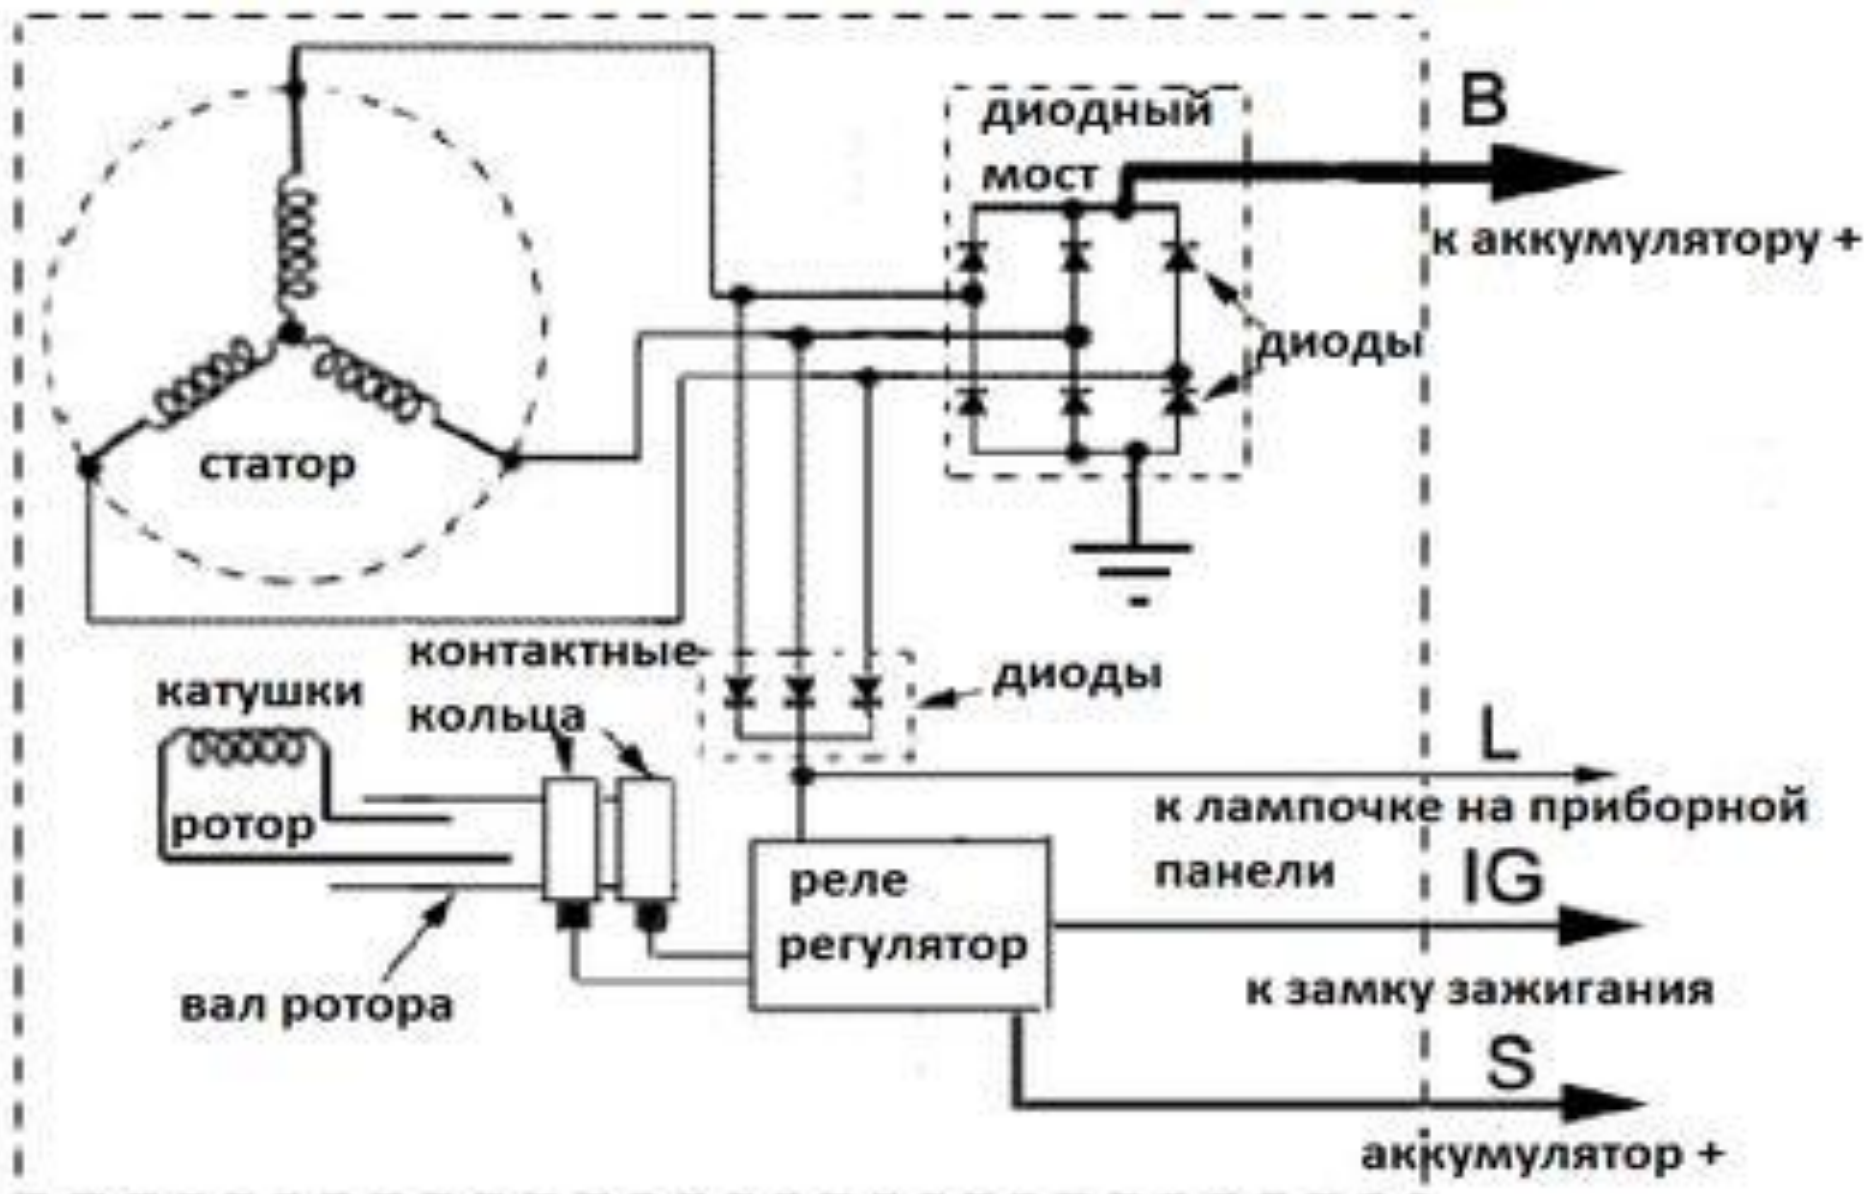 диодный
мост
B
к аккумулятору +
диоды
статор
-
контактные
кольца
диоды
катушки
ротор
L
к лампочке на приборной
панели
реле
регулятор
IG
к замку зажигания
вал ротора
S
аккумулятор +